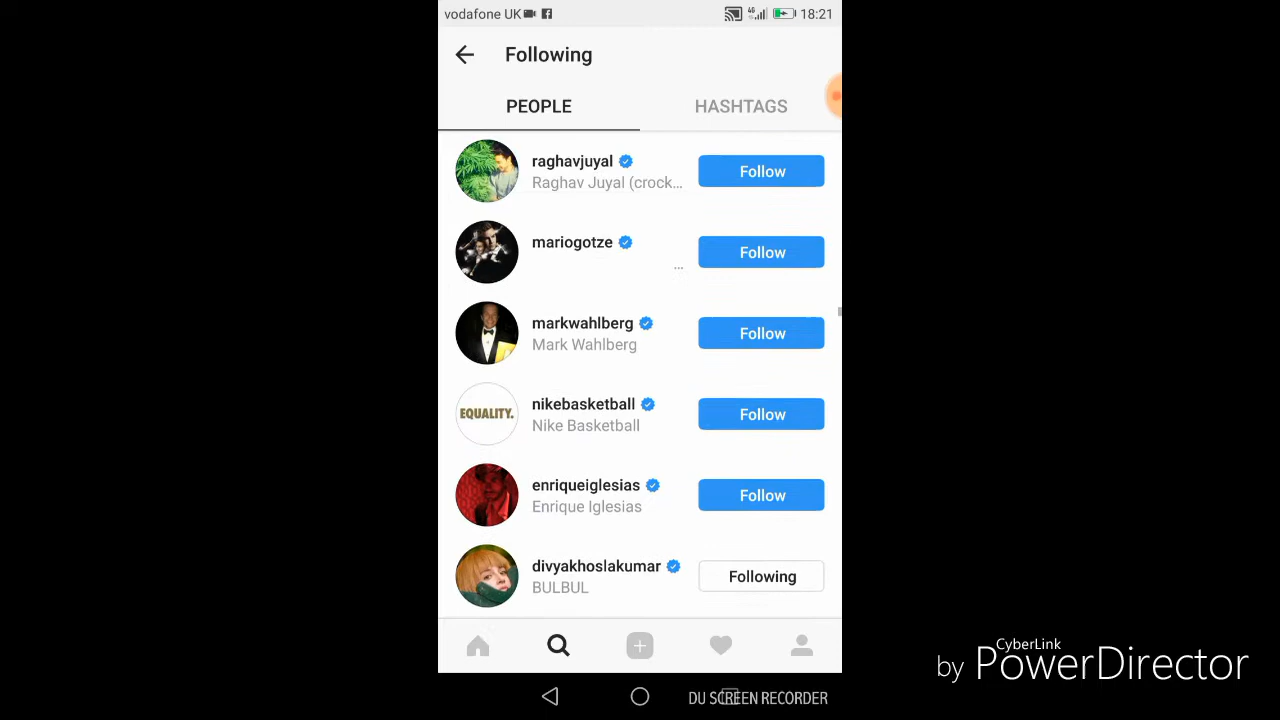 vodafone UK 4G 18:21
Following
PEOPLE HASHTAGS
raghavjuyal Follow
Raghav Juyal (crock...
mariogotze Follow
...
markwahlberg Follow
Mark Wahlberg
EQUALITY. nikebasketball Follow
Nike Basketball
enriqueiglesias Follow
Enrique Iglesias
divyakhoslakumar Following
BULBUL
CyberLink
by PowerDirector
DU SCREEN RECORDER